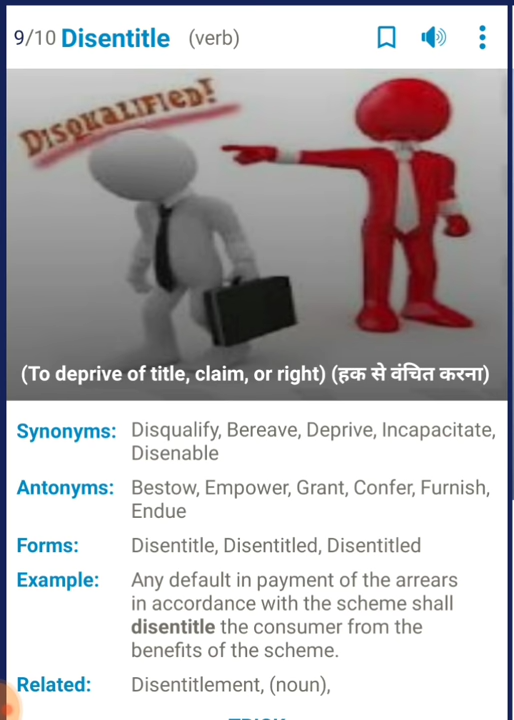 9/10 Disentitle (verb)
DISQKALIFIED!
(To deprive of title, claim, or right) (हक से वंचित करना)
Synonyms: Disqualify, Bereave, Deprive, Incapacitate,
Disenable
Antonyms: Bestow, Empower, Grant, Confer, Furnish,
Endue
Forms: Disentitle, Disentitled, Disentitled
Example: Any default in payment of the arrears
in accordance with the scheme shall
disentitle the consumer from the
benefits of the scheme.
Related: Disentitlement, (noun),